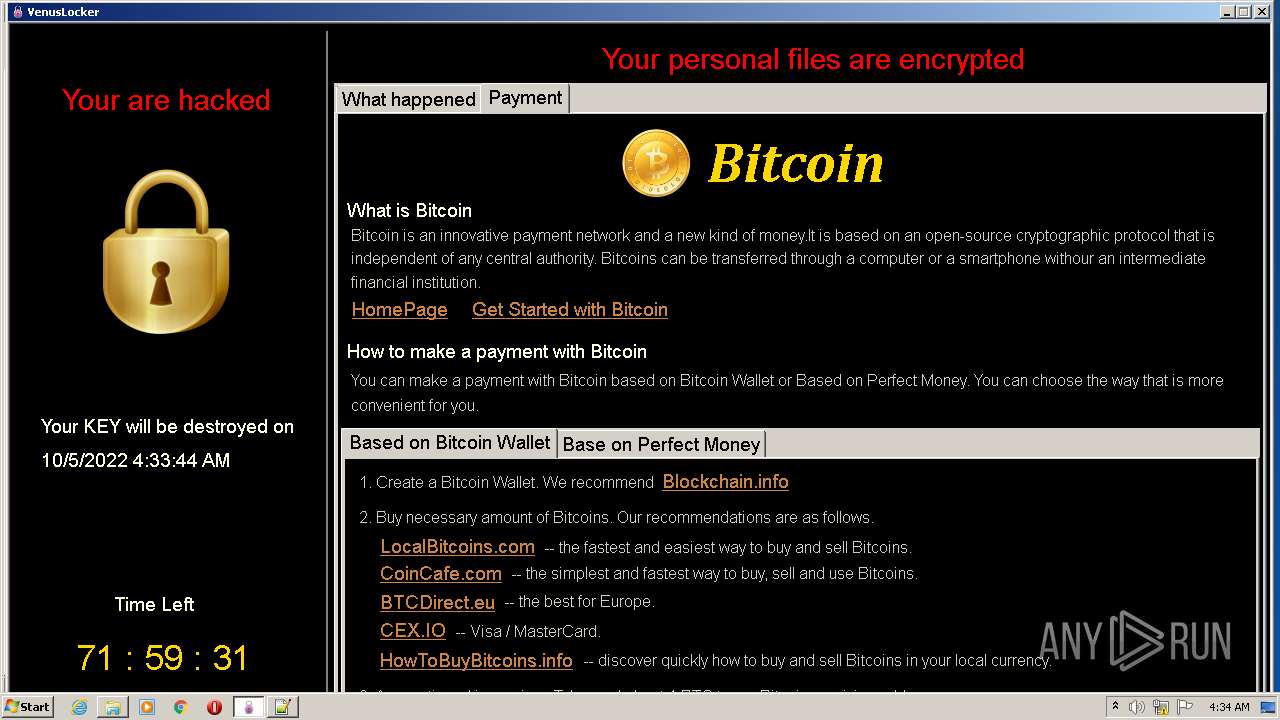 VenusLocker
Your personal files are encrypted
Your are hacked
What happened
Payment
Bitcoin
What is Bitcoin
Bitcoin is an innovative payment network and a new kind of money.It is based on an open-source cryptographic protocol that is
independent of any central authority. Bitcoins can be transferred through a computer or a smartphone withour an intermediate
financial institution.
HomePage Get Started with Bitcoin
How to make a payment with Bitcoin
You can make a payment with Bitcoin based on Bitcoin Wallet or Based on Perfect Money. You can choose the way that is more
convenient for you.
Your KEY will be destroyed on
10/5/2022 4:33:44 AM
Time Left
71 : 59 : 31
Based on Bitcoin Wallet
Base on Perfect Money
1. Create a Bitcoin Wallet. We recommend Blockchain.info
2. Buy necessary amount of Bitcoins. Our recommendations are as follows.
LocalBitcoins.com -- the fastest and easiest way to buy and sell Bitcoins.
CoinCafe.com -- the simplest and fastest way to buy, sell and use Bitcoins.
BTCDirect.eu -- the best for Europe.
CEX.IO -- Visa / MasterCard.
HowToBuyBitcoins.info -- discover quickly how to buy and sell Bitcoins in your local currency.
ANY RUN
Start
4:34 AM